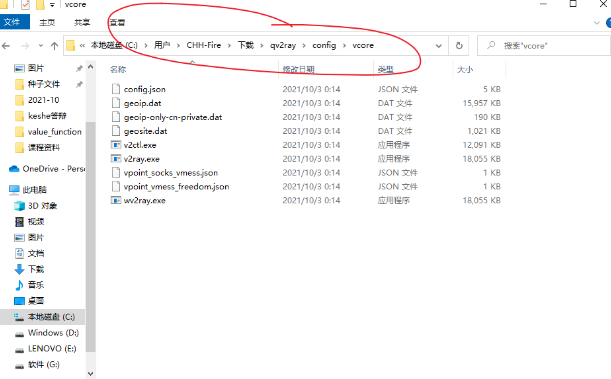 vcore
文件 主页 共享 查看
« 本地磁盘 (C:) > 用户 > CHH-Fire > 下载 > qv2ray > config > vcore
搜索"vcore"
图片
种子文件
2021-10
keshe答辩
value_function
课程资料
OneDrive - Perso
此电脑
3D 对象
视频
图片
文档
下载
音乐
桌面
本地磁盘 (C:)
Windows (D:)
LENOVO (E:)
软件 (G:)
名称 修改日期 类型 大小
config.json 2021/10/3 0:14 JSON 文件 5 KB
geoip.dat 2021/10/3 0:14 DAT 文件 15,957 KB
geoip-only-cn-private.dat 2021/10/3 0:14 DAT 文件 190 KB
geosite.dat 2021/10/3 0:14 DAT 文件 1,021 KB
v2ctl.exe 2021/10/3 0:14 应用程序 12,091 KB
v2ray.exe 2021/10/3 0:14 应用程序 18,055 KB
vpoint_socks_vmess.json 2021/10/3 0:14 JSON 文件 1 KB
vpoint_vmess_freedom.json 2021/10/3 0:14 JSON 文件 1 KB
wv2ray.exe 2021/10/3 0:14 应用程序 18,055 KB